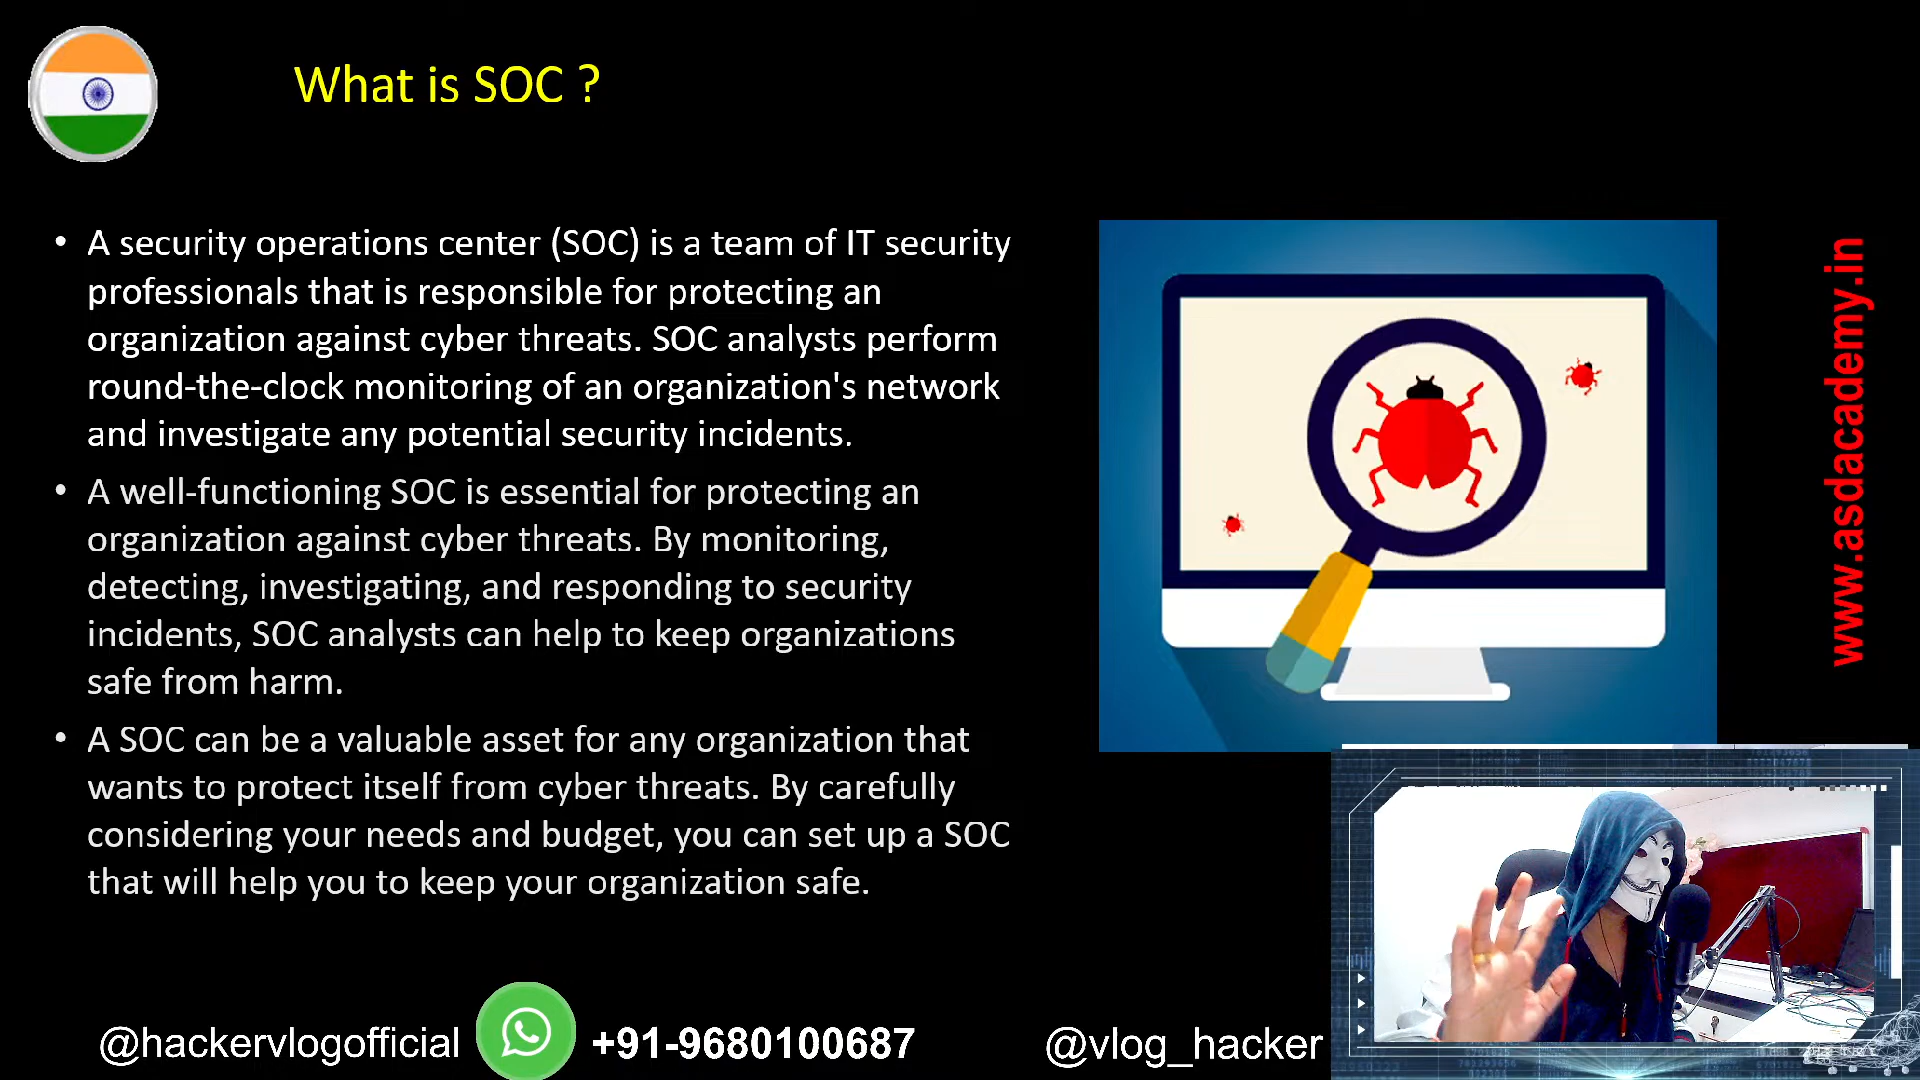 What is SOC ?
• A security operations center (SOC) is a team of IT security
professionals that is responsible for protecting an
organization against cyber threats. SOC analysts perform
round-the-clock monitoring of an organization's network
and investigate any potential security incidents.
• A well-functioning SOC is essential for protecting an
organization against cyber threats. By monitoring,
detecting, investigating, and responding to security
incidents, SOC analysts can help to keep organizations
safe from harm.
• A SOC can be a valuable asset for any organization that
wants to protect itself from cyber threats. By carefully
considering your needs and budget, you can set up a SOC
that will help you to keep your organization safe.
www.asdacademy.in
@hackervlogofficial
+91-9680100687
@vlog_hacker